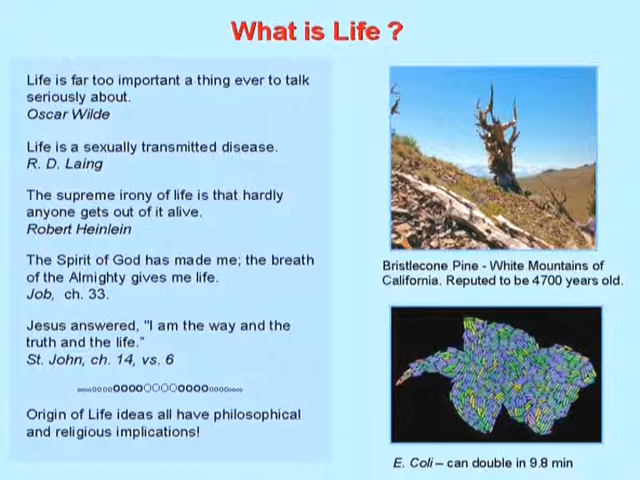 What is Life ?
Life is far too important a thing ever to talk
seriously about.
Oscar Wilde
Life is a sexually transmitted disease.
R. D. Laing
The supreme irony of life is that hardly
anyone gets out of it alive.
Robert Heinlein
The Spirit of God has made me; the breath
of the Almighty gives me life.
Job, ch. 33.
Jesus answered, "I am the way and the
truth and the life."
St. John, ch. 14, vs. 6
Origin of Life ideas all have philosophical
and religious implications!
Bristlecone Pine - White Mountains of
California. Reputed to be 4700 years old.
E. Coli – can double in 9.8 min